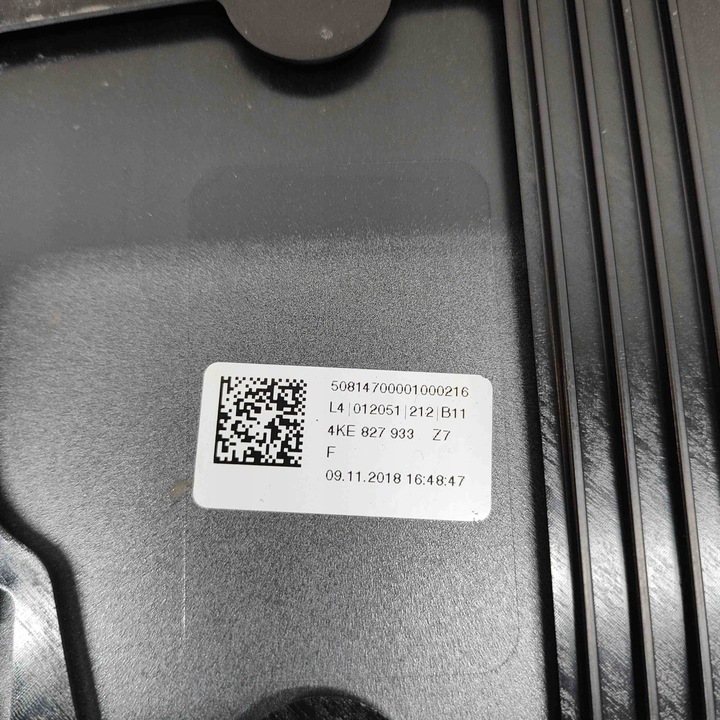 50814700001000216
L4|012051|212|B11
4KE 827 933 Z7
F
09.11.2018 16:48:47